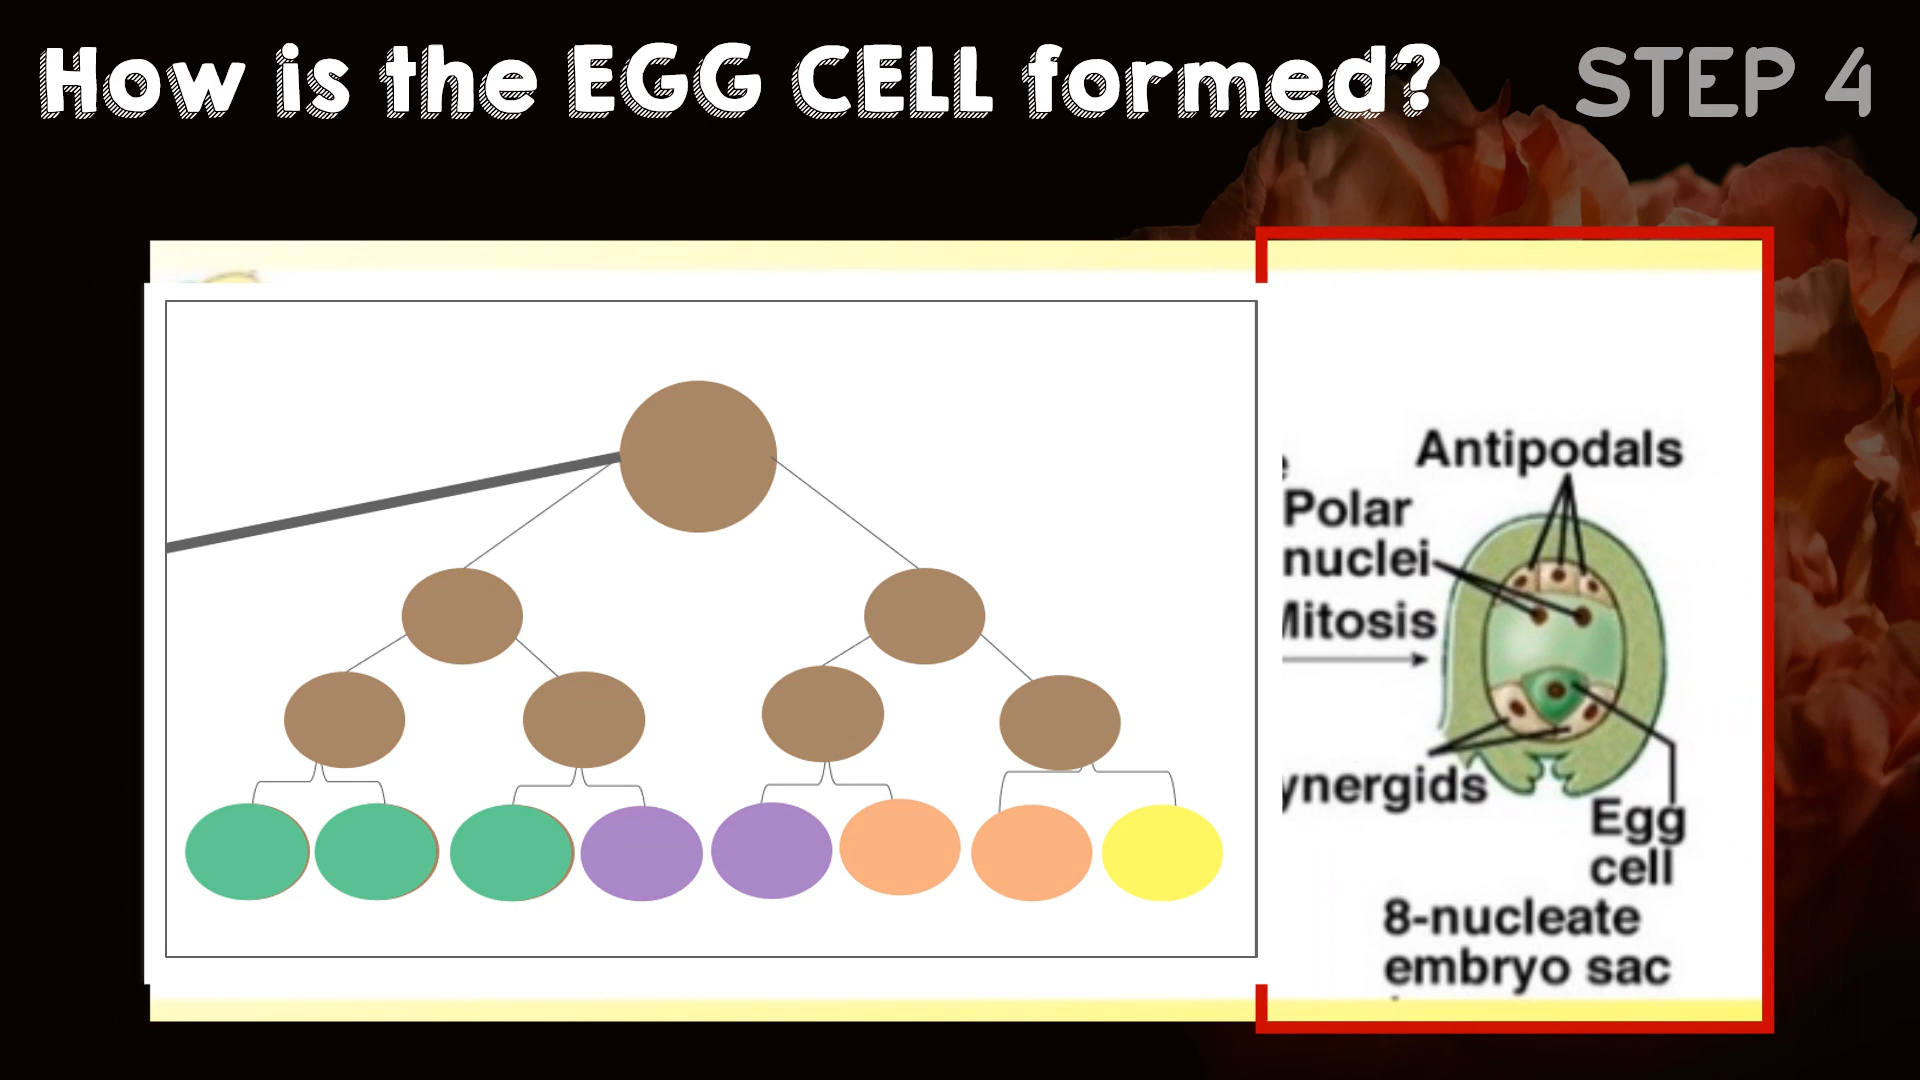 How is the EGG CELL formed?
STEP 4
Antipodals
Polar
nuclei
Mitosis
ynergids
Egg
cell
8-nucleate
embryo sac